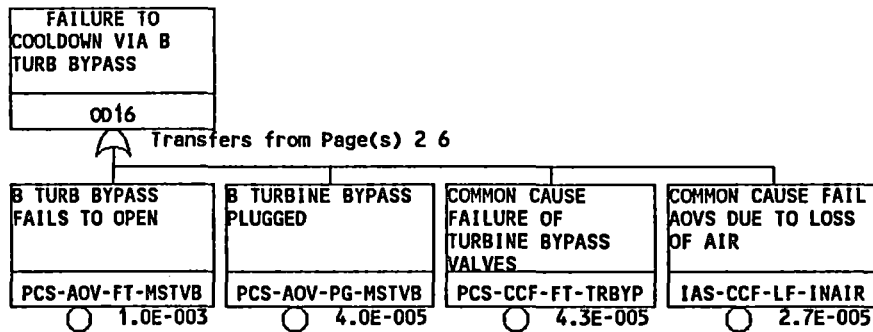 FAILURE TO
COOLDOWN VIA B
TURB BYPASS
OD16
Transfers from Page(s) 2 6
B TURB BYPASS
FAILS TO OPEN
PCS-AOV-FT-MSTVB
1.0E-003
B TURBINE BYPASS
PLUGGED
PCS-AOV-PG-MSTVB
4.0E-005
COMMON CAUSE
FAILURE OF
TURBINE BYPASS
VALVES
PCS-CCF-FT-TRBYP
4.3E-005
COMMON CAUSE FAIL
AOVS DUE TO LOSS
OF AIR
IAS-CCF-LF-INAIR
2.7E-005